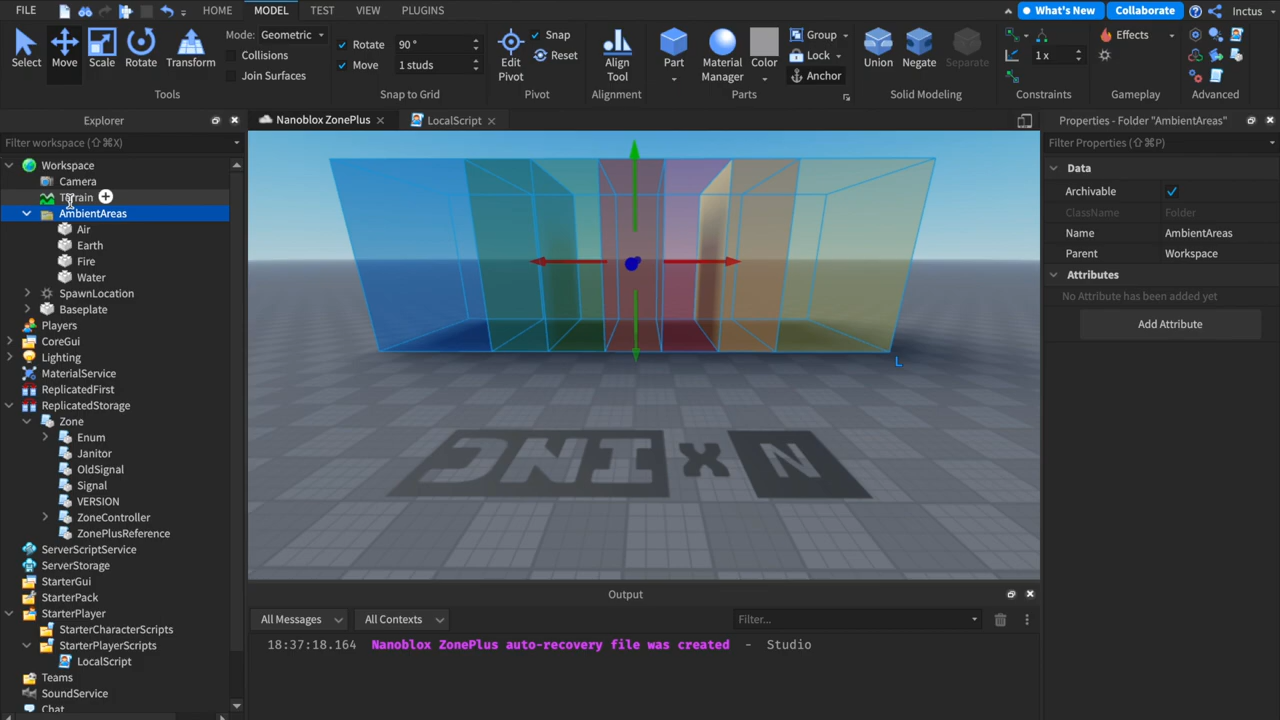 FILE HOME MODEL TEST VIEW PLUGINS What's New Collaborate Inctus
Select Move Scale Rotate Transform
Mode: Geometric
Collisions
Join Surfaces
Tools
Rotate 90 °
Move 1 studs
Snap to Grid
Edit
Pivot
Snap
Reset
Pivot
Align
Tool
Alignment
Part Material
Manager Color
Group
Lock
Anchor
Parts
Union Negate Separate
Solid Modeling
1 x
Constraints
Effects
Gameplay
Advanced
Explorer
Filter workspace (⇧⌘X)
Workspace
Camera
Terrain
AmbientAreas
Air
Earth
Fire
Water
SpawnLocation
Baseplate
Players
CoreGui
Lighting
MaterialService
ReplicatedFirst
ReplicatedStorage
Zone
Enum
Janitor
OldSignal
Signal
VERSION
ZoneController
ZonePlusReference
ServerScriptService
ServerStorage
StarterGui
StarterPack
StarterPlayer
StarterCharacterScripts
StarterPlayerScripts
LocalScript
Teams
SoundService
Chat
Nanoblox ZonePlus LocalScript
L
N x INC
Output
All Messages All Contexts Filter...
18:37:18.164 Nanoblox ZonePlus auto-recovery file was created - Studio
Properties - Folder "AmbientAreas"
Filter Properties (⇧⌘P)
Data
Archivable
ClassName Folder
Name AmbientAreas
Parent Workspace
Attributes
No Attribute has been added yet
Add Attribute